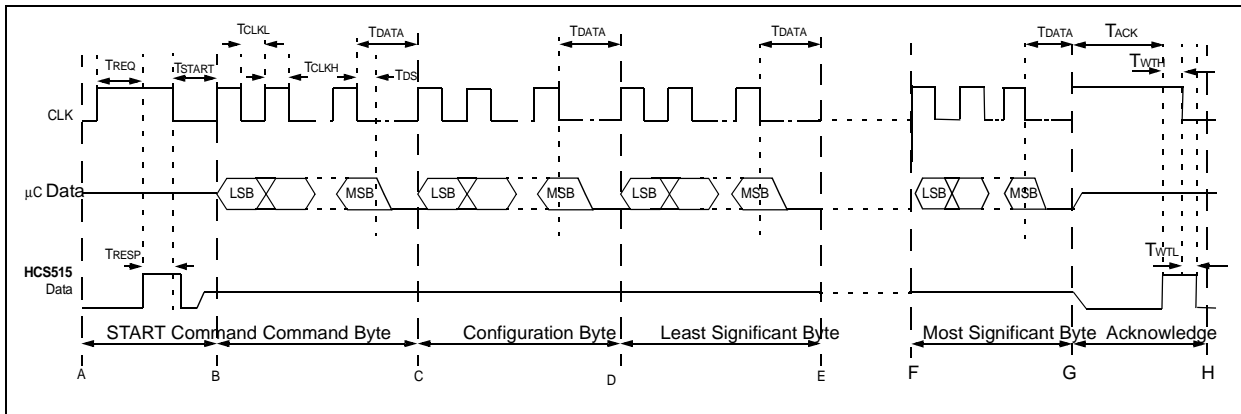 TCLKL TDATA TDATA TDATA TDATA TACK
TREQ TSTART TCLKH TDS TWTH
CLK
µC Data LSB MSB LSB MSB LSB MSB LSB MSB
TRESP TWTL
HCS515
Data
START Command Command Byte Configuration Byte Least Significant Byte Most Significant Byte Acknowledge
A B C D E F G H